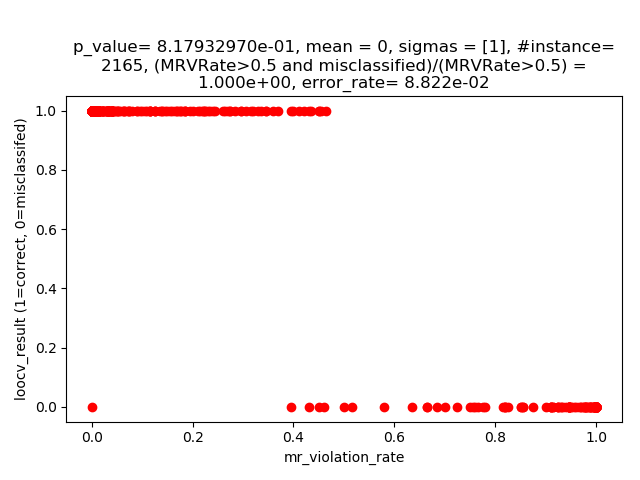 p_value= 8.17932970e-01, mean = 0, sigmas = [1], #instance=
2165, (MRVRate>0.5 and misclassified)/(MRVRate>0.5) =
1.000e+00, error_rate= 8.822e-02
loocv_result (1=correct, 0=misclassifed)
1.0
0.8
0.6
0.4
0.2
0.0
0.0 0.2 0.4 0.6 0.8 1.0
mr_violation_rate